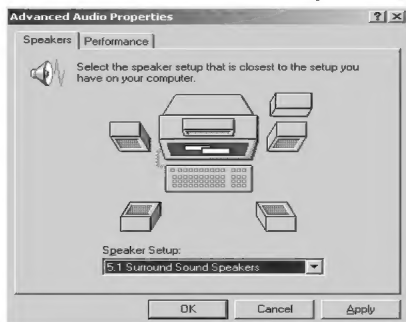 Advanced Audio Properties
Speakers Performance
Select the speaker setup that is closest to the setup you
have on your computer.
Speaker Setup:
5.1 Surround Sound Speakers
OK Cancel Apply